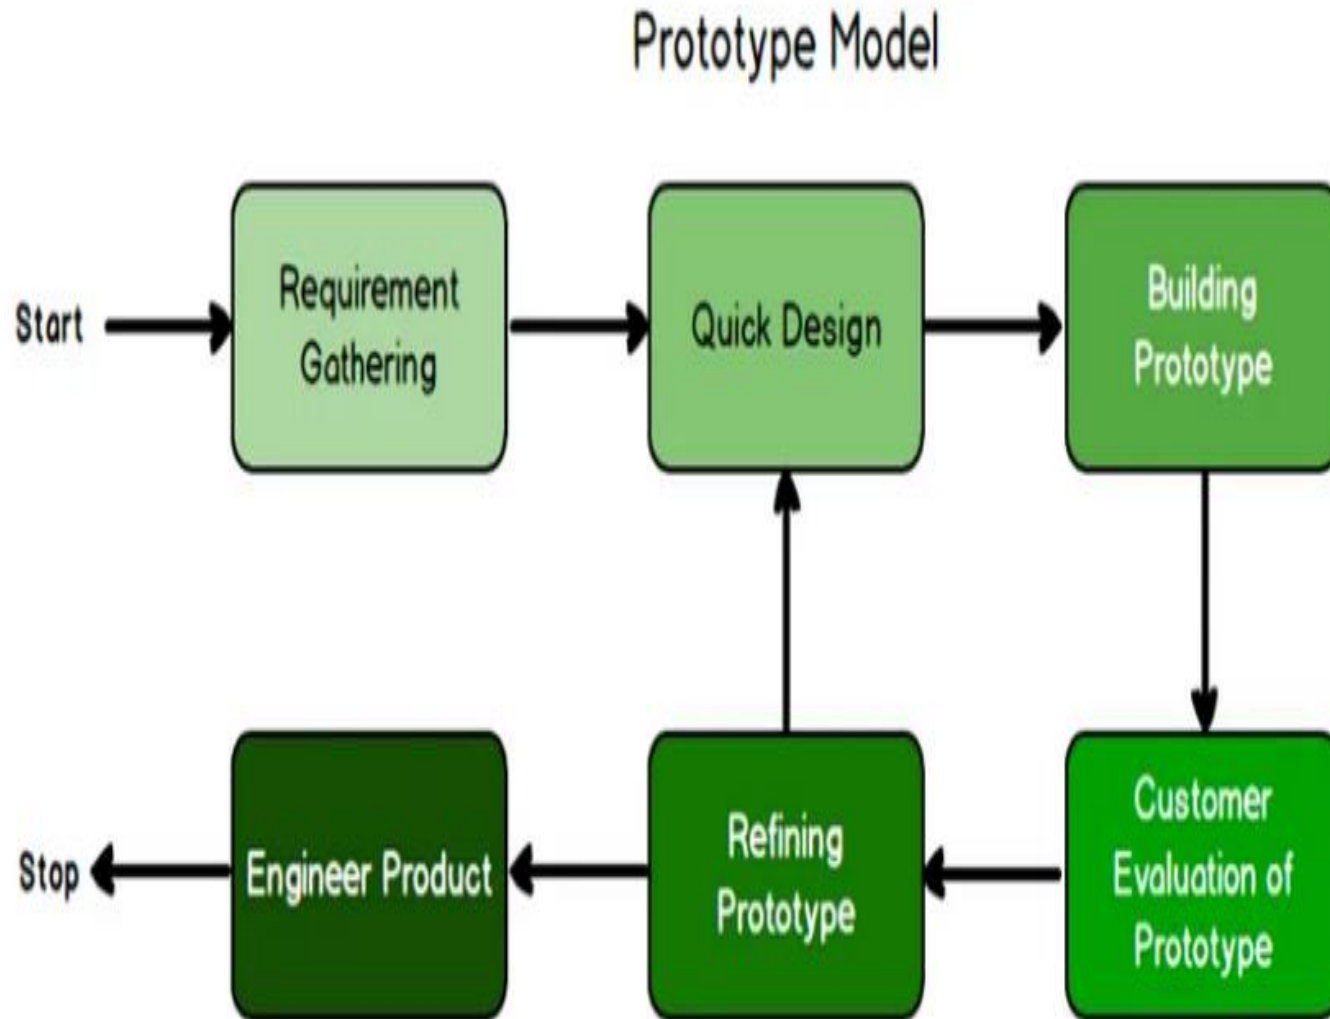 Prototype Model
Start
Requirement
Gathering
Quick Design
Building
Prototype
Customer
Evaluation of
Prototype
Refining
Prototype
Engineer Product
Stop